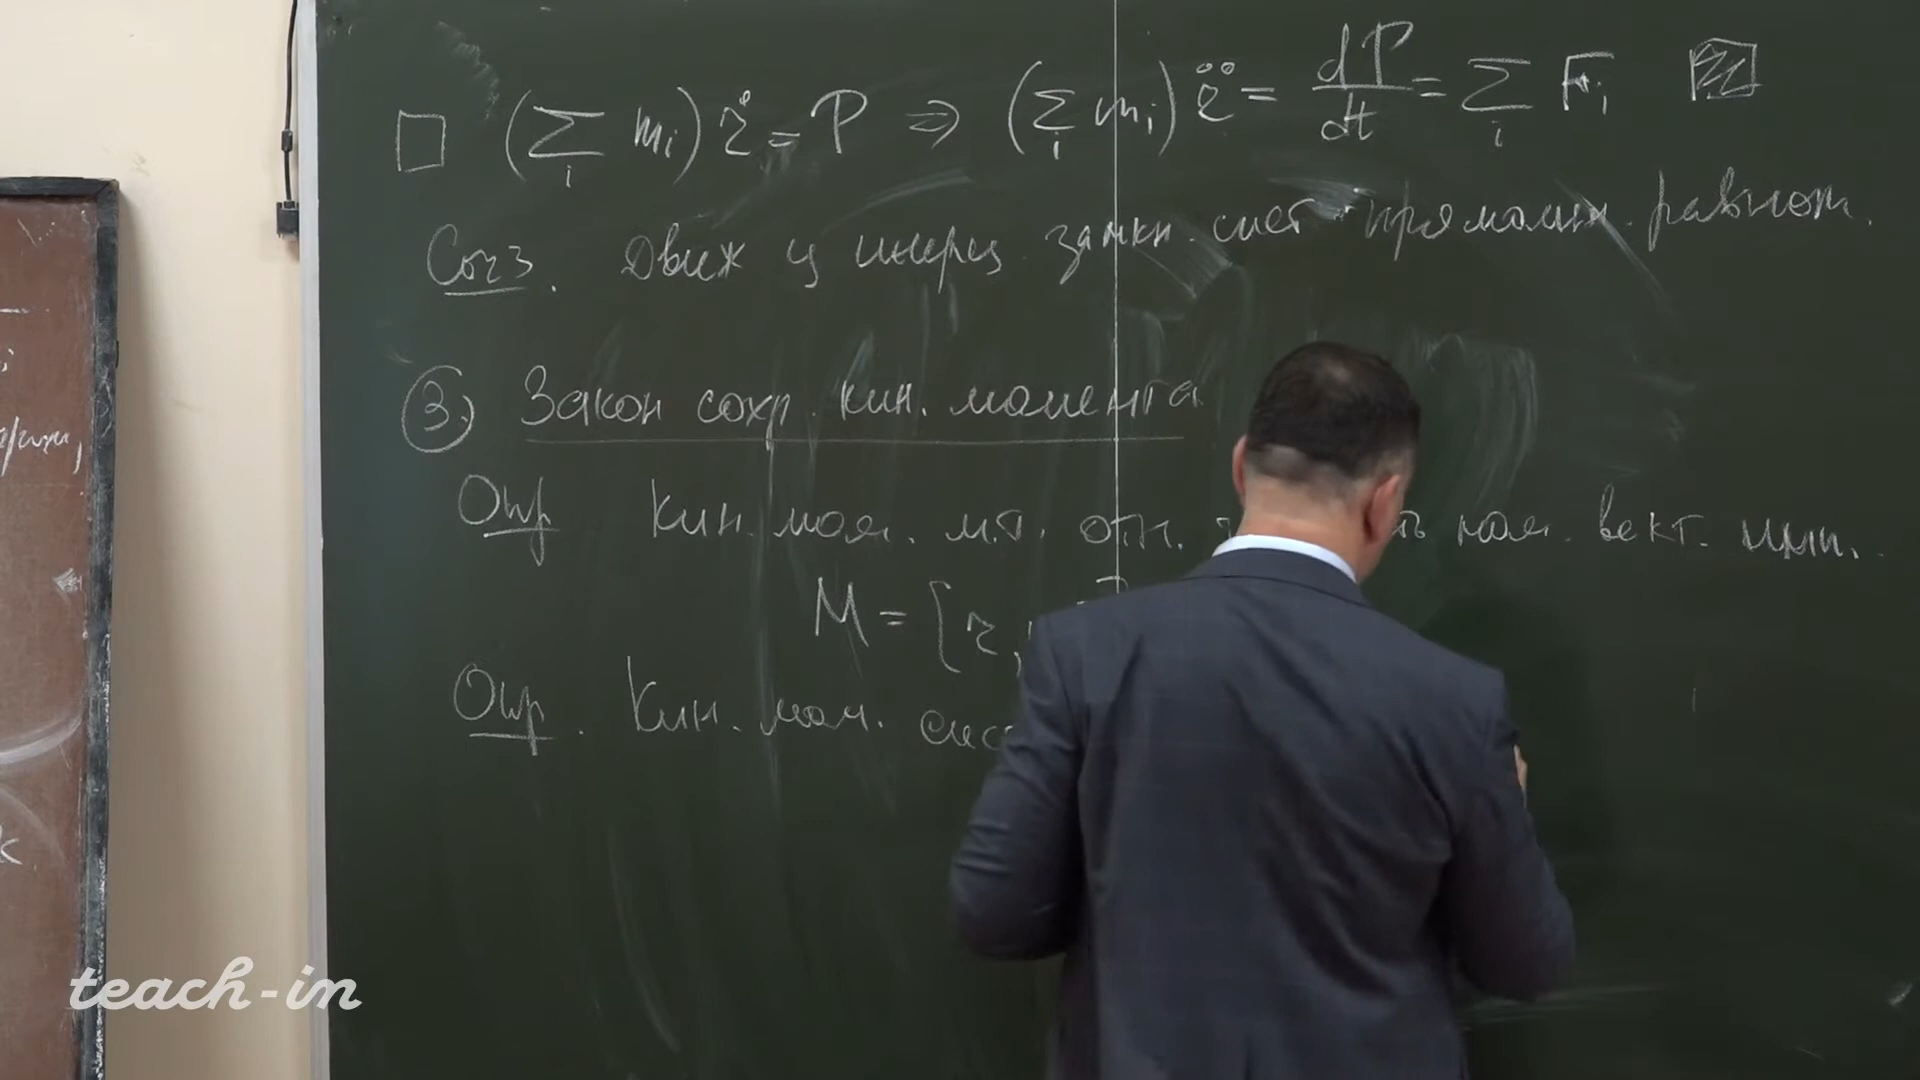 □ (∑ᵢ mᵢ) ṙ = P ⇒ (∑ᵢ mᵢ) r̈ = dP/dt = ∑ᵢ Fᵢ
Движ ц инерц. замкн. сист прямолин. равном.
③ Закон сохр. кин. момента
Опр Кин. мом. м.т. отн. наз. вект. имп.
M = [r,
Опр. Кин. мом. сис
teach-in